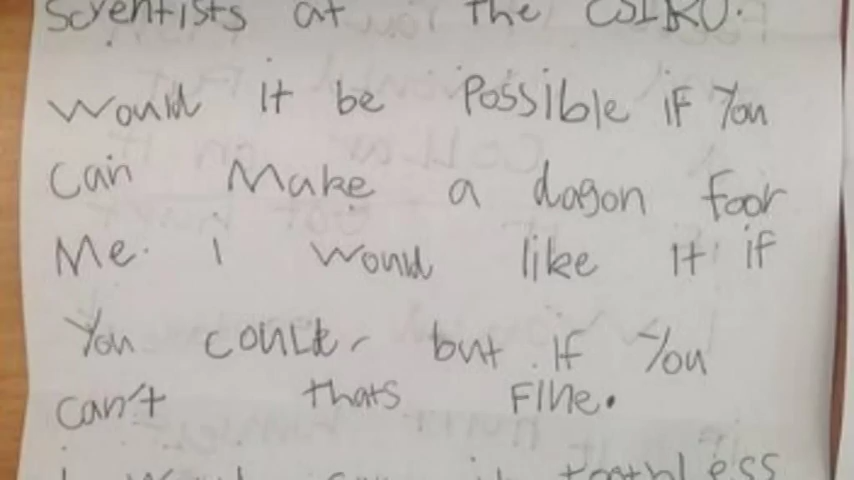 Scyentists at The CSIRO.
Would it be Possible if You
can Make a dagon foor
Me. i would like it if
You could. but if You
can't thats Fine.
toothless